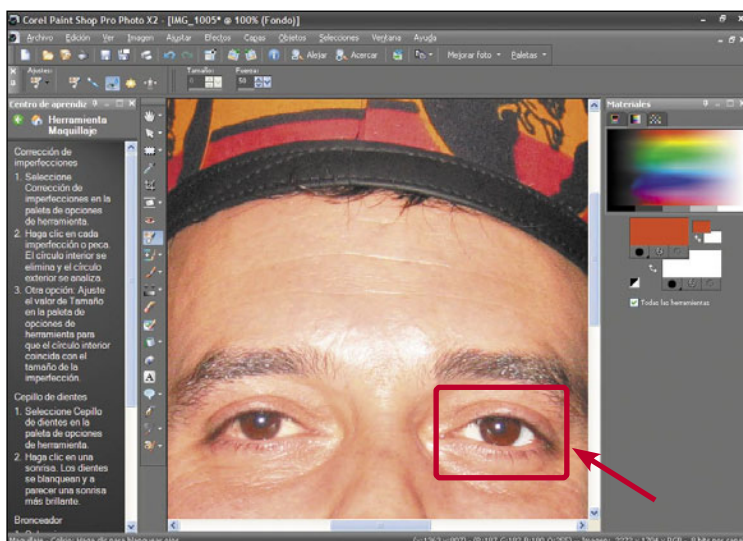 Corel Paint Shop Pro Photo X2 - [IMG_1005* @ 100% (Fondo)]
Archivo Edición Ver Imagen Ajustar Efectos Capas Objetos Selecciones Ventana Ayuda
Alejar Acercar Mejorar foto Paletas
Ajustes: Tamaño: Fuerza:
0 50
Centro de aprendiz
Herramienta
Maquillaje
Corrección de
imperfecciones
1. Seleccione
Corrección de
imperfecciones en la
paleta de opciones
de herramienta.
2. Haga clic en cada
imperfección o peca.
El círculo interior se
elimina y el círculo
exterior se analiza.
3. Otra opción: Ajuste
el valor de Tamaño
en la paleta de
opciones de
herramienta para
que el círculo interior
coincida con el
tamaño de la
imperfección.
Cepillo de dientes
1. Seleccione Cepillo
de dientes en la
paleta de opciones
de herramienta.
2. Haga clic en una
sonrisa. Los dientes
se blanquean y a
parecer una sonrisa
más brillante.
Bronceador
Materiales
Todas las herramientas